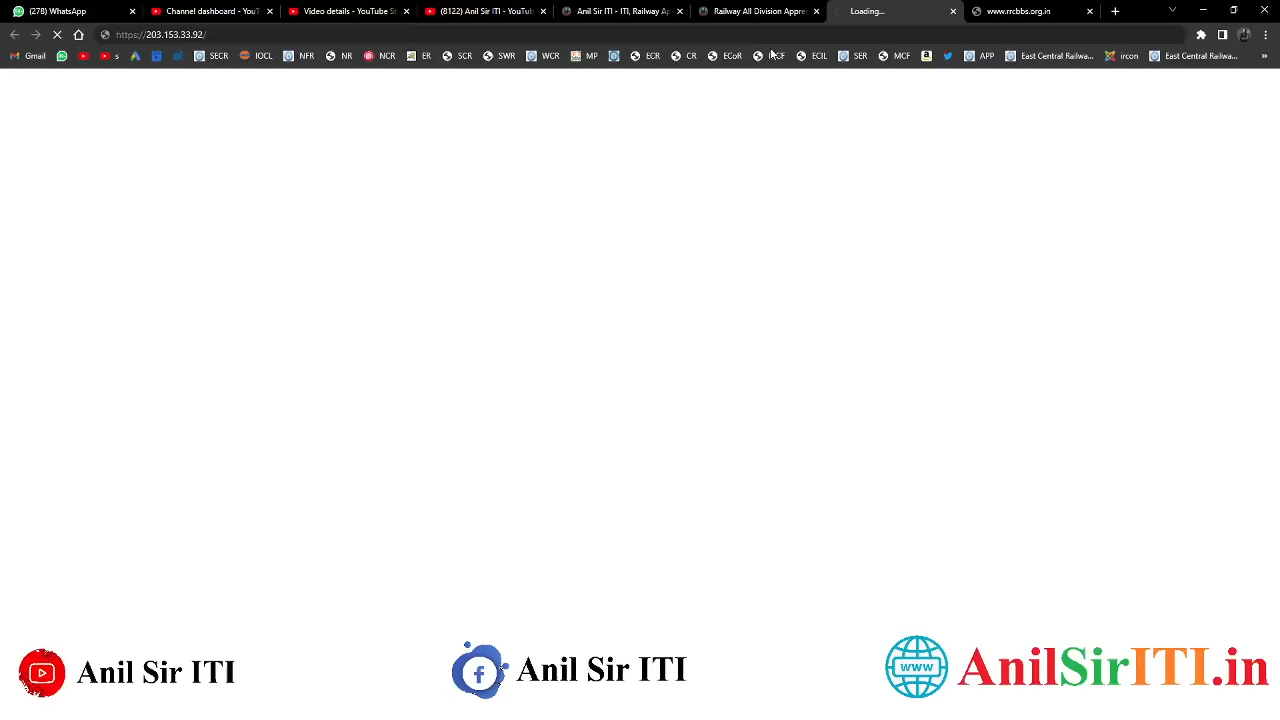 (278) WhatsApp
Channel dashboard - YouT
Video details - YouTube St
(8122) Anil Sir ITI - YouTub
Anil Sir ITI - ITI, Railway Ap
Railway All Division Appre
Loading...
www.rrcbbs.org.in
https://203.153.33.92/
Gmail s SECR IOCL NFR NR NCR ER SCR SWR WCR MP ECR CR ECoR ECIL SER MCF APP East Central Railwa... ircon East Central Railwa... »
Anil Sir ITI
Anil Sir ITI
www
AnilSirITI.in